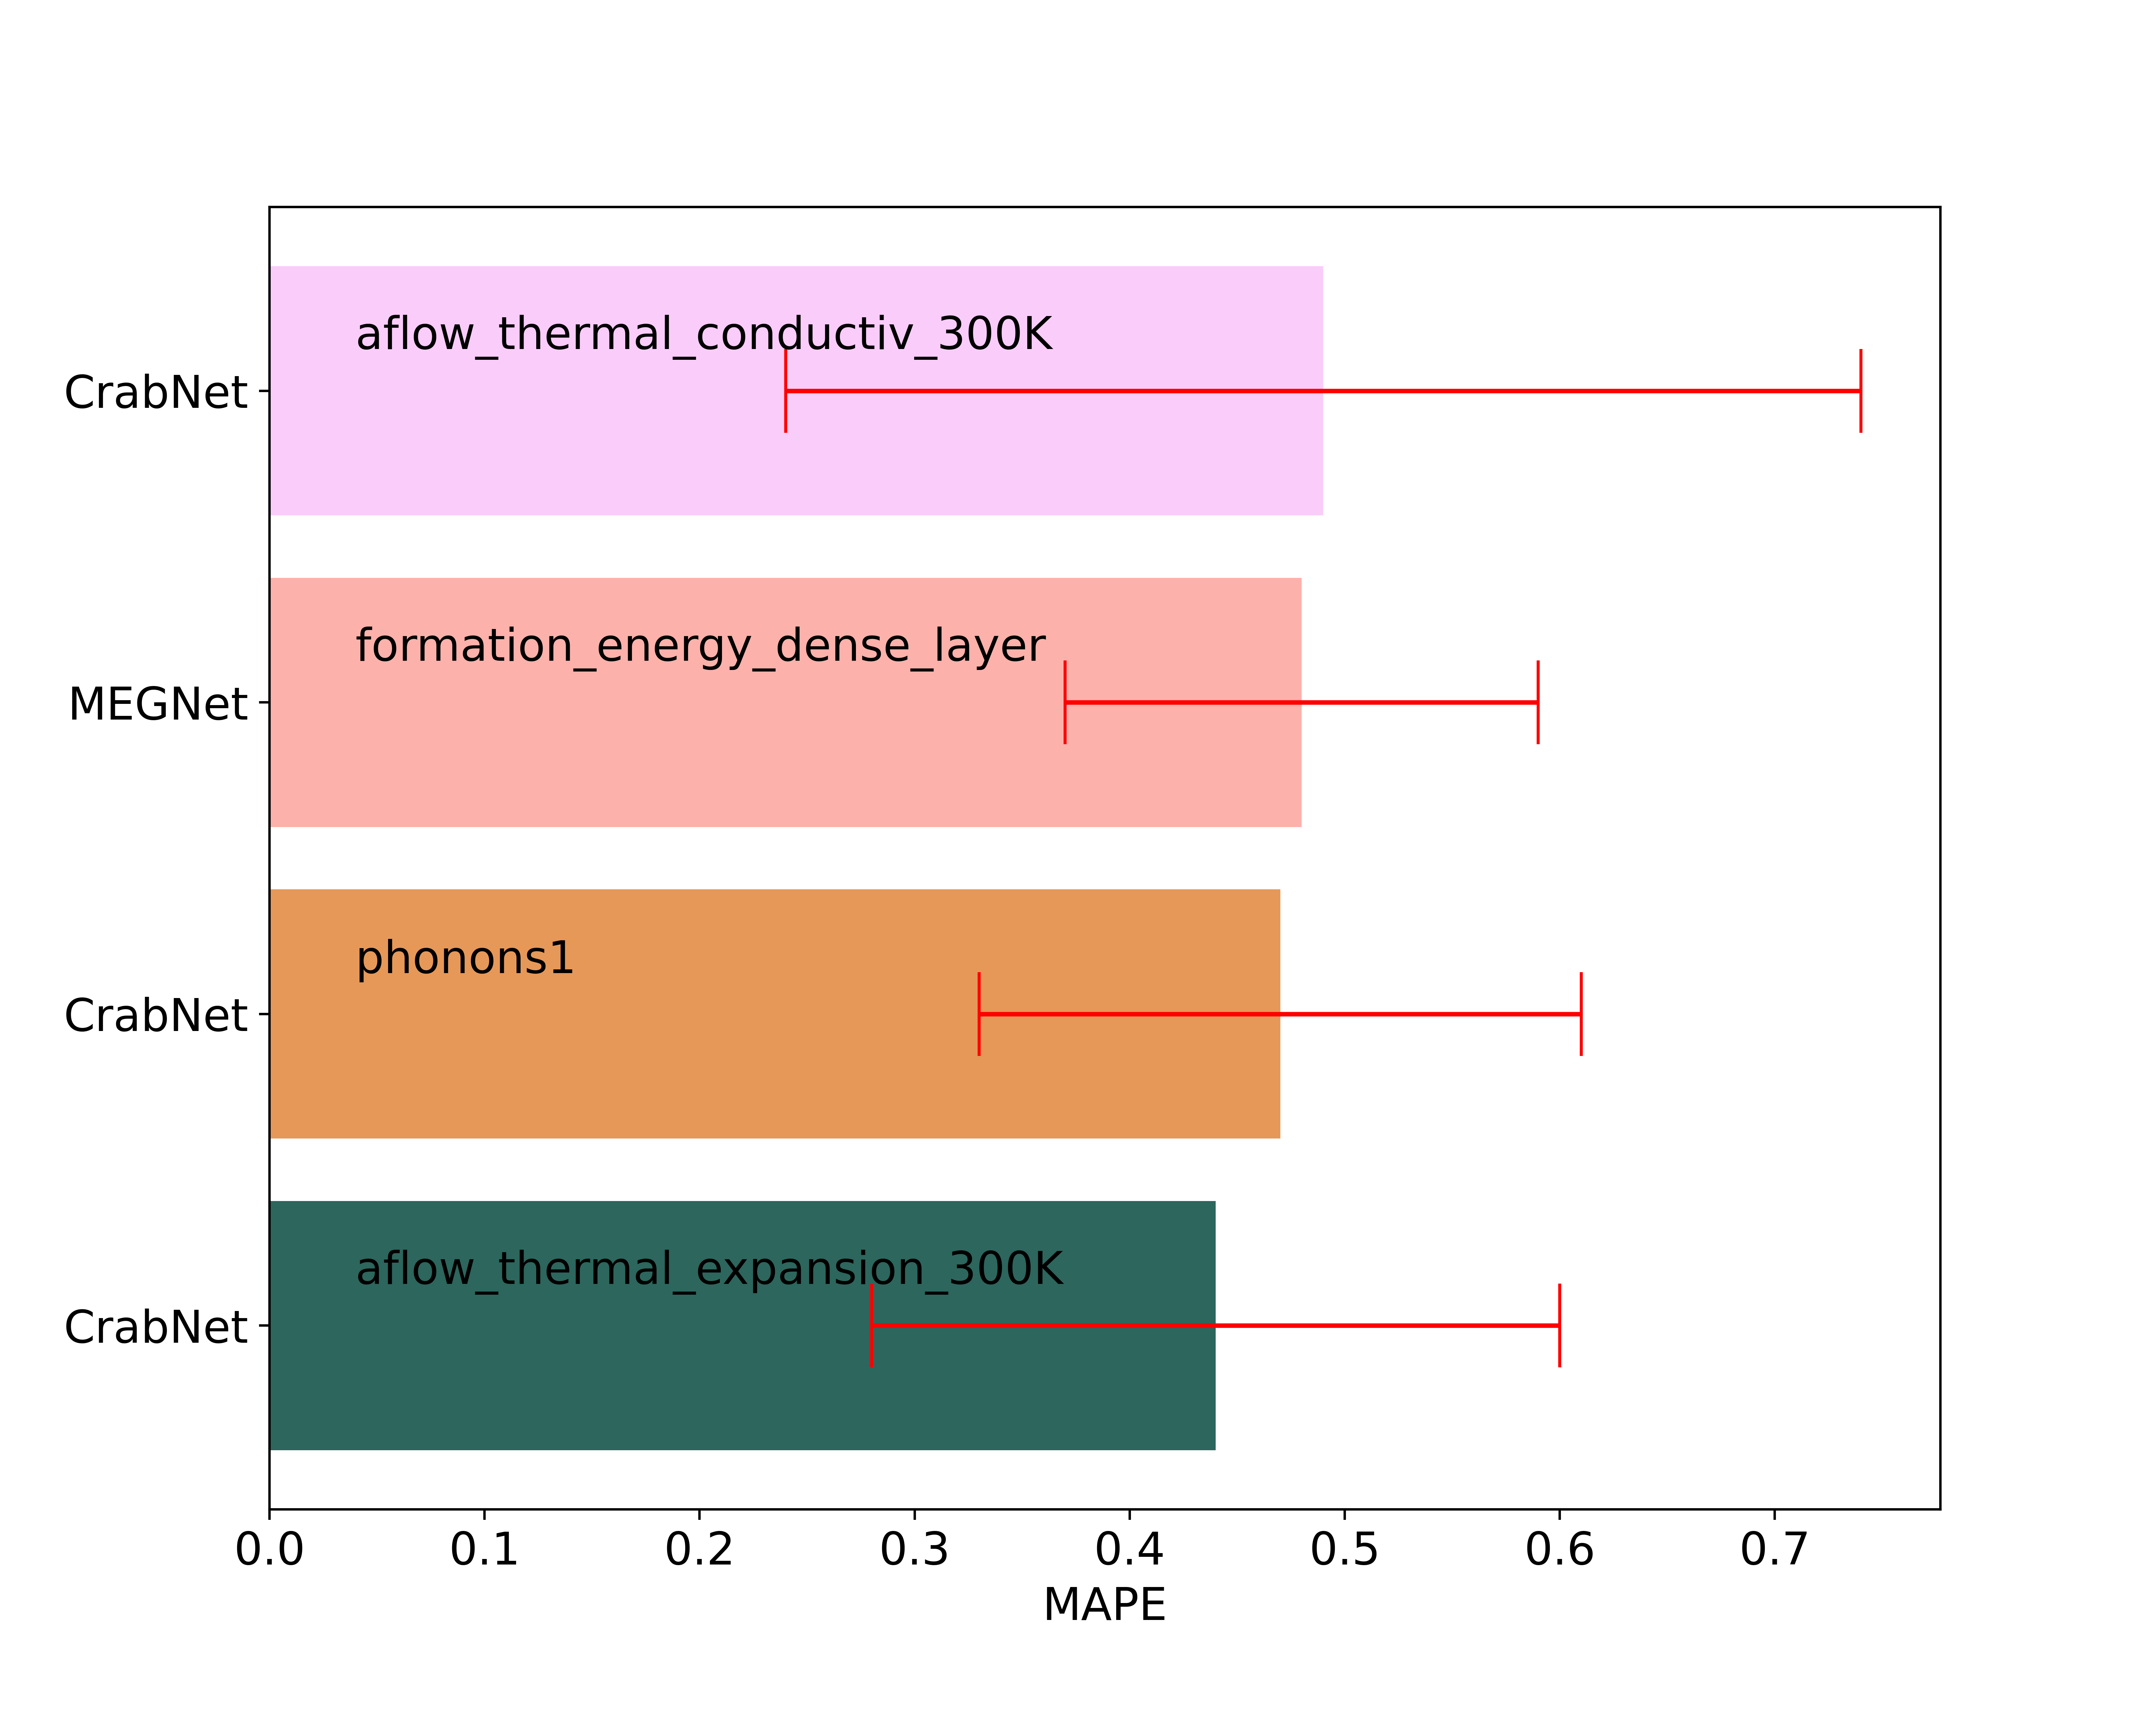 aflow_thermal_conductiv_300K
CrabNet
formation_energy_dense_layer
MEGNet
phonons1
CrabNet
aflow_thermal_expansion_300K
CrabNet
0.0 0.1 0.2 0.3 0.4 0.5 0.6 0.7
MAPE